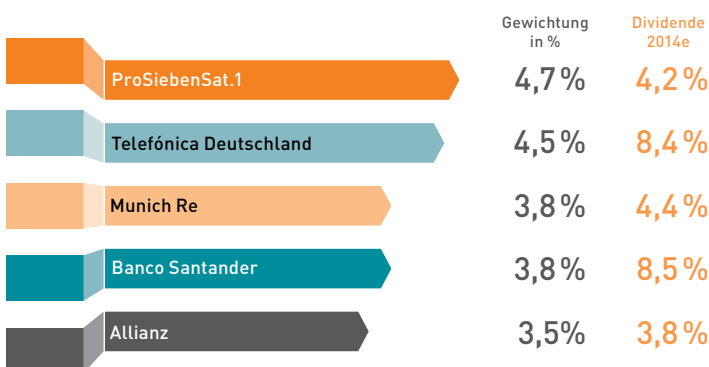 Gewichtung Dividende
in % 2014e
ProSiebenSat.1 4,7 % 4,2 %
Telefónica Deutschland 4,5 % 8,4 %
Munich Re 3,8 % 4,4 %
Banco Santander 3,8 % 8,5 %
Allianz 3,5% 3,8 %